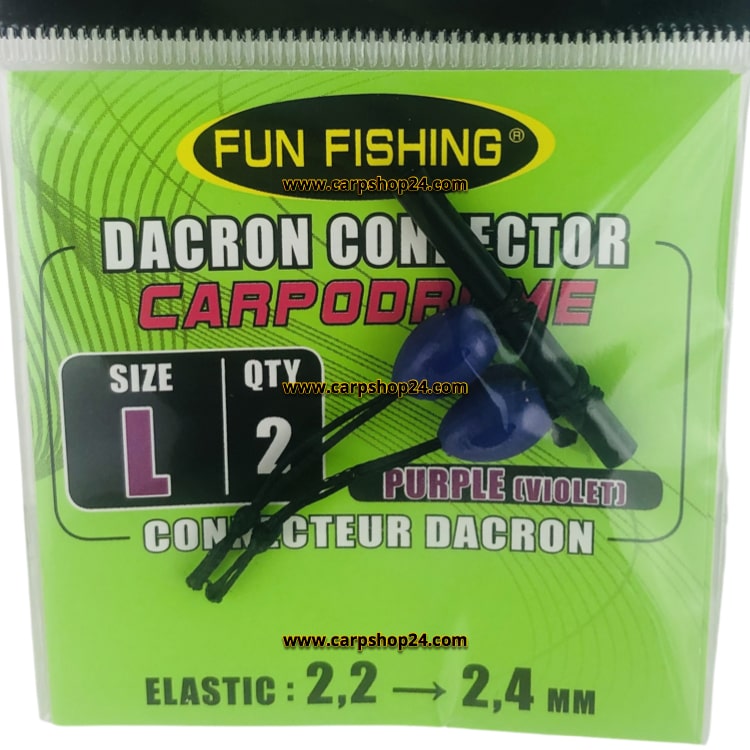 FUN FISHING®
www.carpshop24.com
DACRON CONNECTOR
CARPODROME
SIZE
L
QTY
2
www.carpshop24.com
PURPLE (VIOLET)
CONNECTEUR DACRON
www.carpshop24.com
ELASTIC : 2,2 → 2,4 MM